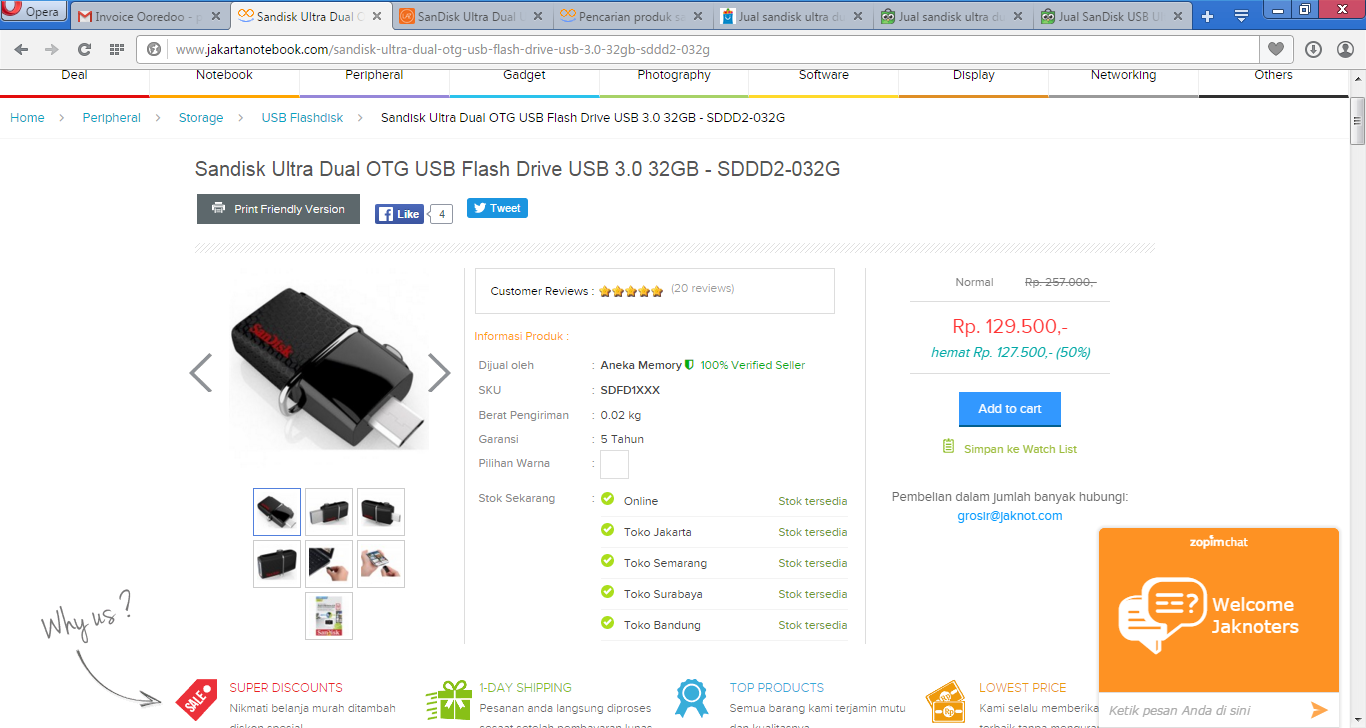 Opera
Invoice Ooredoo - p
Sandisk Ultra Dual O
SanDisk Ultra Dual U
Pencarian produk sa
Jual sandisk ultra du
Jual sandisk ultra du
Jual SanDisk USB Ul
www.jakartanotebook.com/sandisk-ultra-dual-otg-usb-flash-drive-usb-3.0-32gb-sddd2-032g
Deal Notebook Peripheral Gadget Photography Software Display Networking Others
Home > Peripheral > Storage > USB Flashdisk > Sandisk Ultra Dual OTG USB Flash Drive USB 3.0 32GB - SDDD2-032G
Sandisk Ultra Dual OTG USB Flash Drive USB 3.0 32GB - SDDD2-032G
Print Friendly Version
Like 4
Tweet
SanDisk
Customer Reviews : (20 reviews)
Informasi Produk :
Dijual oleh : Aneka Memory 100% Verified Seller
SKU : SDFD1XXX
Berat Pengiriman : 0.02 kg
Garansi : 5 Tahun
Pilihan Warna :
Stok Sekarang : Online Stok tersedia
Toko Jakarta Stok tersedia
Toko Semarang Stok tersedia
Toko Surabaya Stok tersedia
Toko Bandung Stok tersedia
Normal Rp. 257.000,-
Rp. 129.500,-
hemat Rp. 127.500,- (50%)
Add to cart
Simpan ke Watch List
Pembelian dalam jumlah banyak hubungi:
grosir@jaknot.com
zopim chat
Welcome
Jaknoters
Ketik pesan Anda di sini
Why us?
SALE
SUPER DISCOUNTS
Nikmati belanja murah ditambah
diskon spesial
1-DAY SHIPPING
Pesanan anda langsung diproses
sesaat setelah pembayaran lunas
TOP PRODUCTS
Semua barang kami terjamin mutu
dan kualitasnya
Rp
LOWEST PRICE
Kami selalu memberika
terbaik tanpa mengura